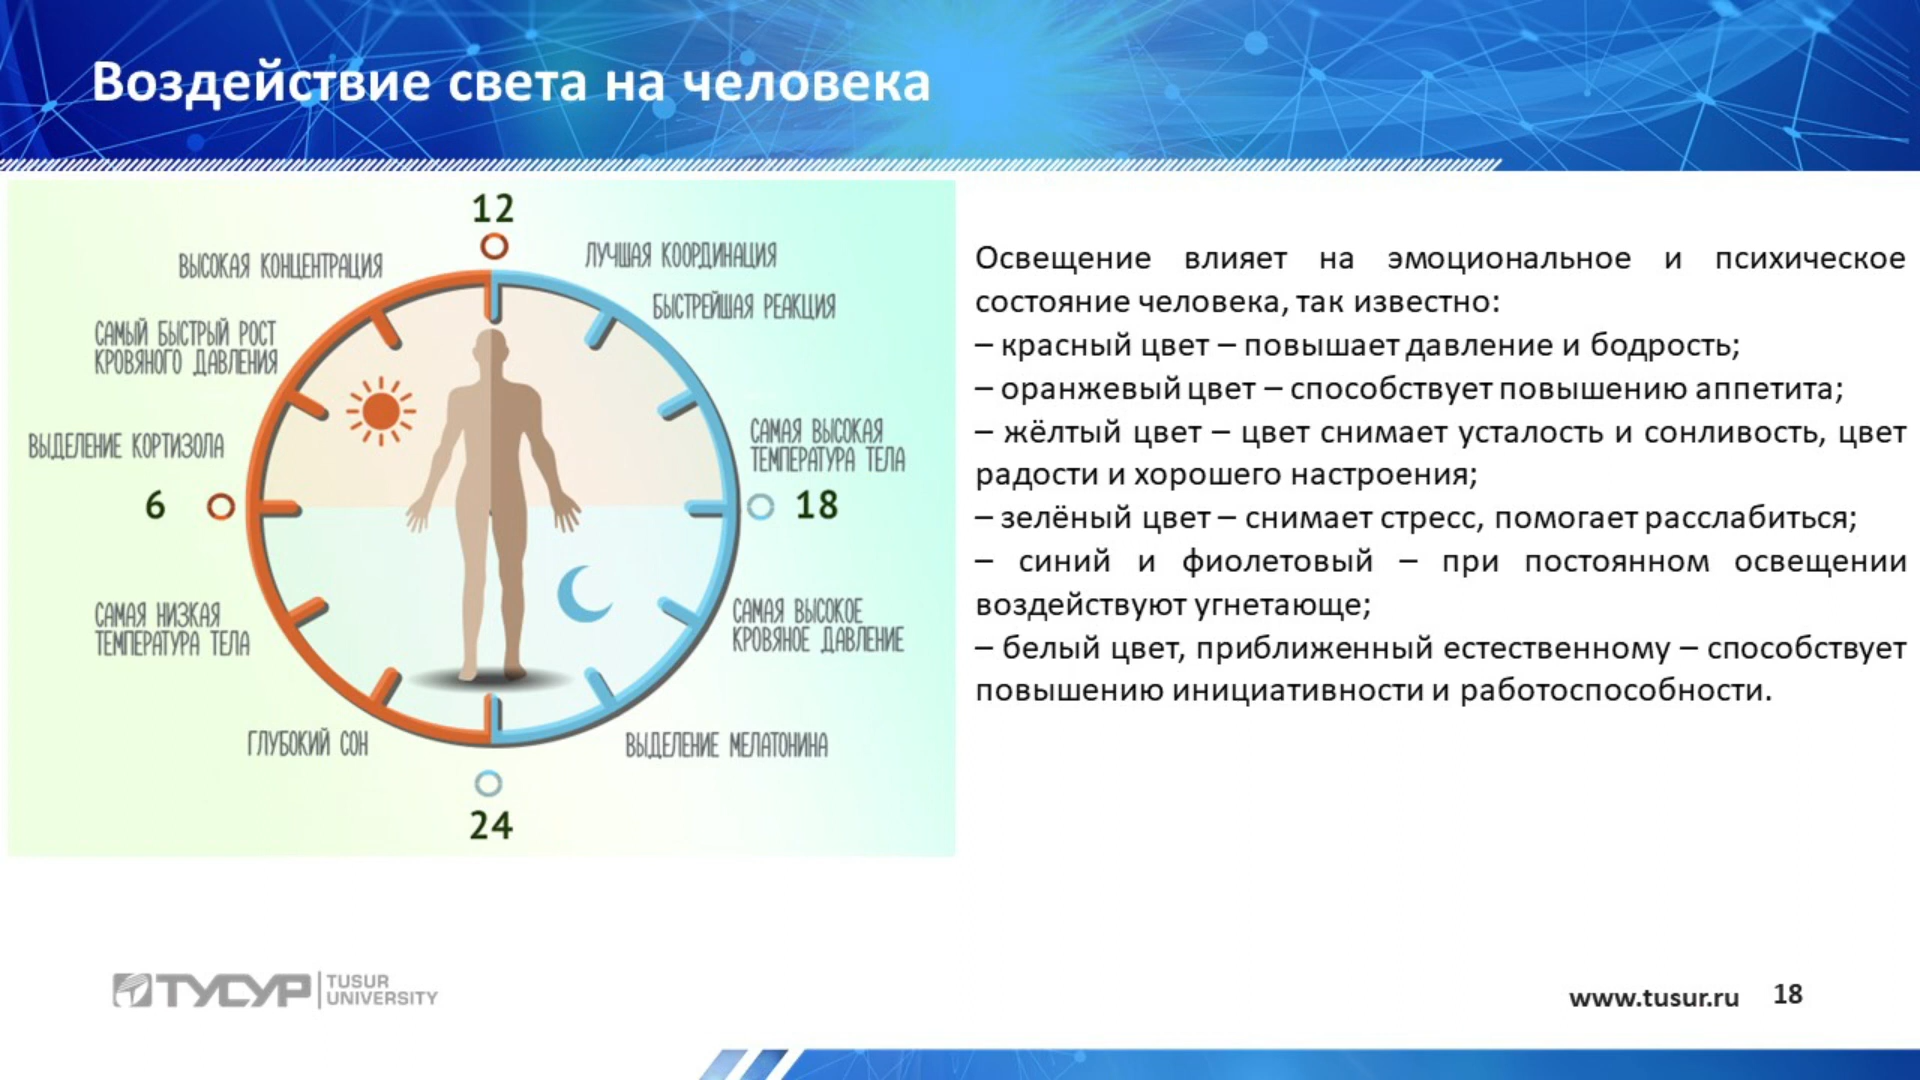 Воздействие света на человека
12
ВЫСОКАЯ КОНЦЕНТРАЦИЯ
ЛУЧШАЯ КООРДИНАЦИЯ
БЫСТРЕЙШАЯ РЕАКЦИЯ
САМЫЙ БЫСТРЫЙ РОСТ
КРОВЯНОГО ДАВЛЕНИЯ
ВЫДЕЛЕНИЕ КОРТИЗОЛА
САМАЯ ВЫСОКАЯ
ТЕМПЕРАТУРА ТЕЛА
6
18
САМАЯ НИЗКАЯ
ТЕМПЕРАТУРА ТЕЛА
САМАЯ ВЫСОКОЕ
КРОВЯНОЕ ДАВЛЕНИЕ
ГЛУБОКИЙ СОН
ВЫДЕЛЕНИЕ МЕЛАТОНИНА
24
Освещение влияет на эмоциональное и психическое
состояние человека, так известно:
– красный цвет – повышает давление и бодрость;
– оранжевый цвет – способствует повышению аппетита;
– жёлтый цвет – цвет снимает усталость и сонливость, цвет
радости и хорошего настроения;
– зелёный цвет – снимает стресс, помогает расслабиться;
– синий и фиолетовый – при постоянном освещении
воздействуют угнетающе;
– белый цвет, приближенный естественному – способствует
повышению инициативности и работоспособности.
ТУСУР
TUSUR
UNIVERSITY
www.tusur.ru 18